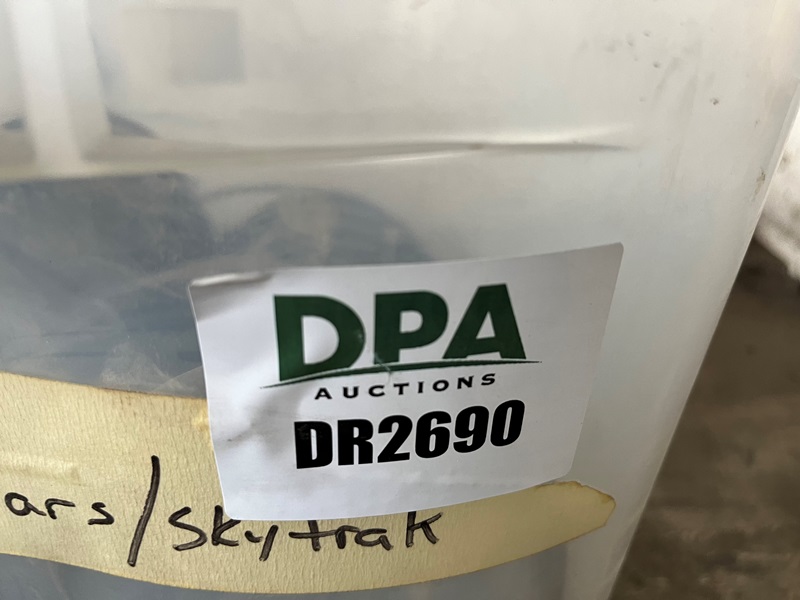 DPA
AUCTIONS
DR2690
ars/skytrak